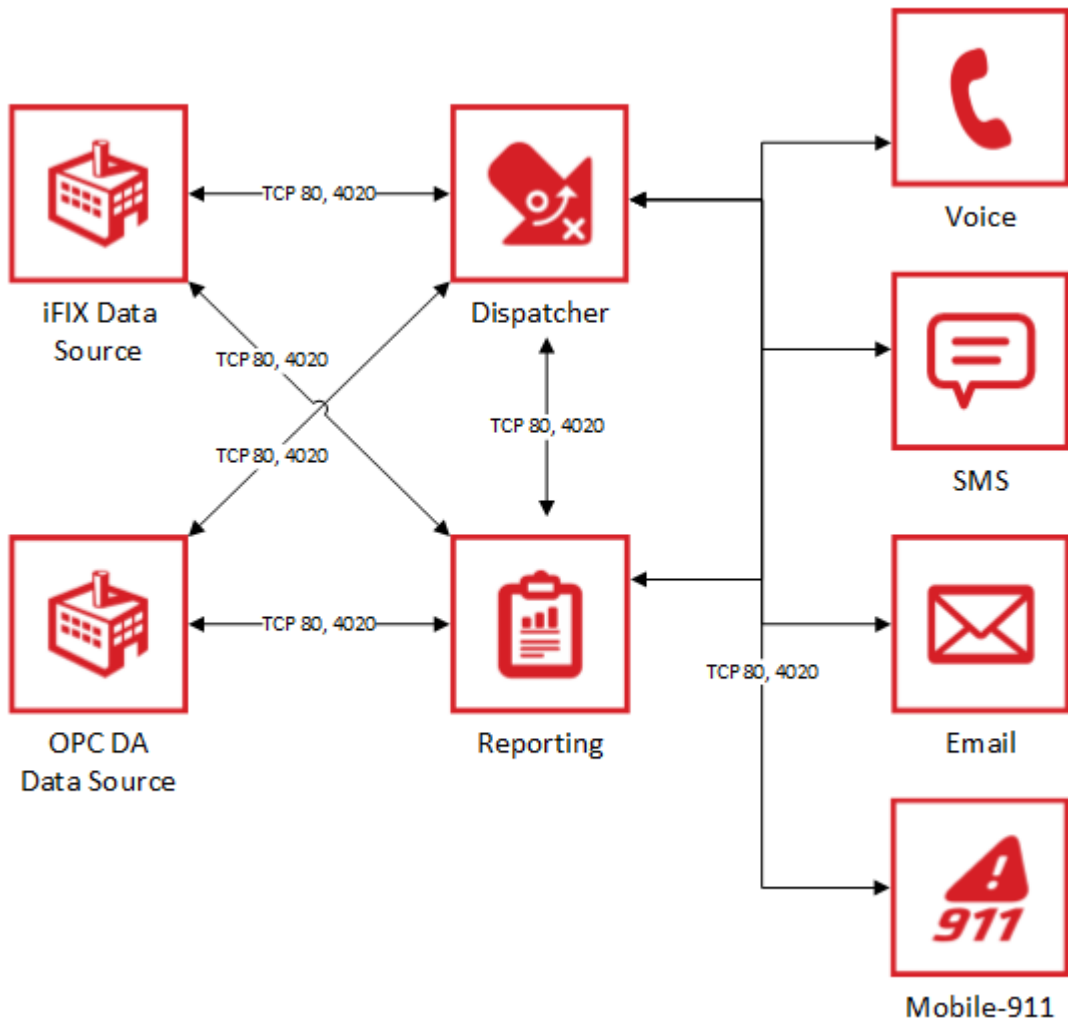 Voice
TCP 80, 4020
iFIX Data
Source
Dispatcher
TCP 80, 4020
TCP 80, 4020
TCP 80, 4020
SMS
TCP 80, 4020
OPC DA
Data Source
Reporting
TCP 80, 4020
Email
911
Mobile-911